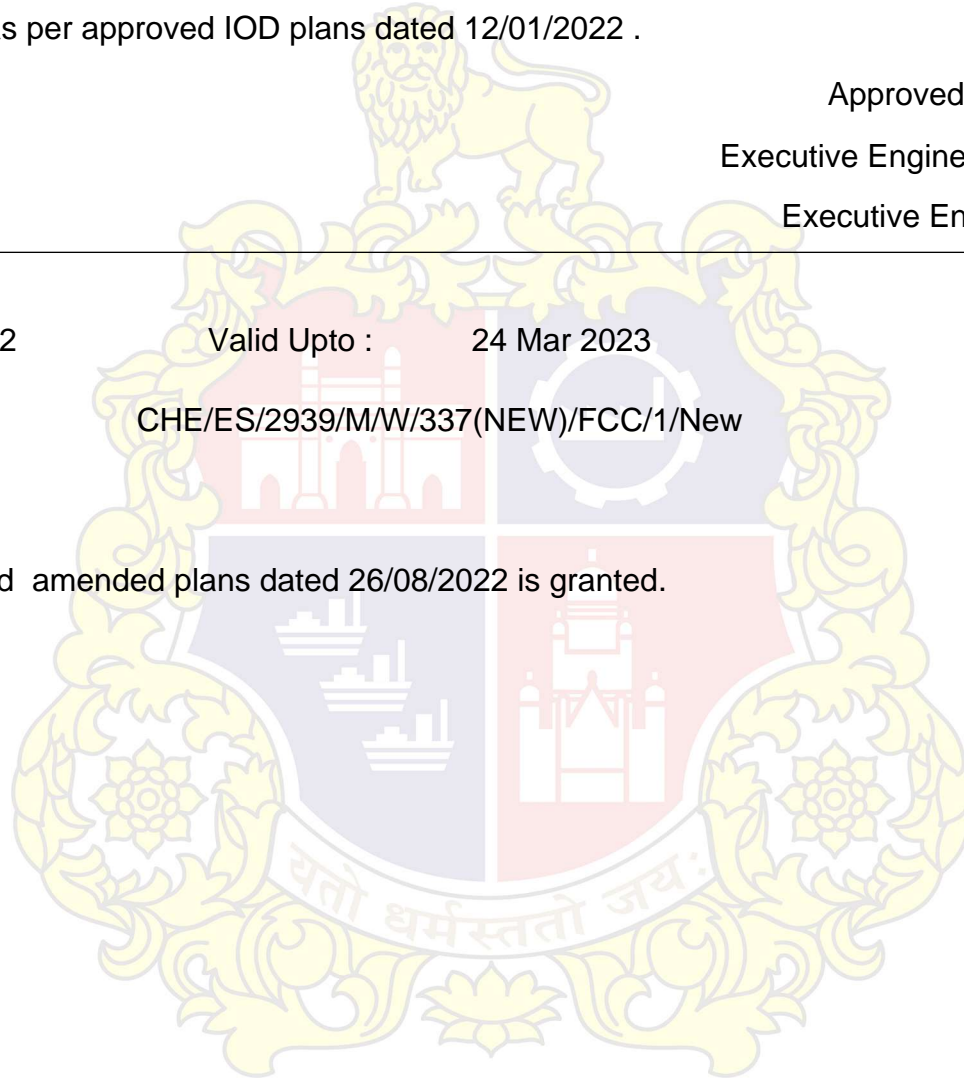 s per approved IOD plans dated 12/01/2022 .
Approved
Executive Engine
Executive En
2 Valid Upto : 24 Mar 2023
CHE/ES/2939/M/W/337(NEW)/FCC/1/New
d amended plans dated 26/08/2022 is granted.
यतो धर्मस्ततो जय: